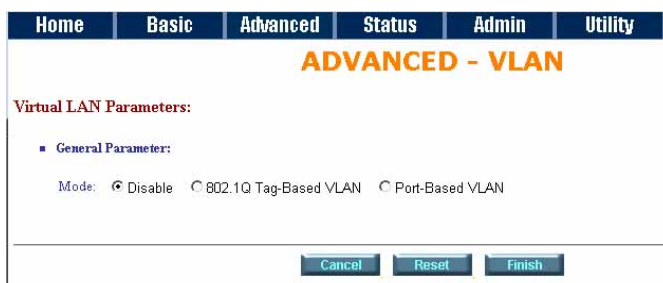 Home Basic Advanced Status Admin Utility
ADVANCED - VLAN
Virtual LAN Parameters:
General Parameter:
Mode: Disable 802.1Q Tag-Based VLAN Port-Based VLAN
Cancel Reset Finish